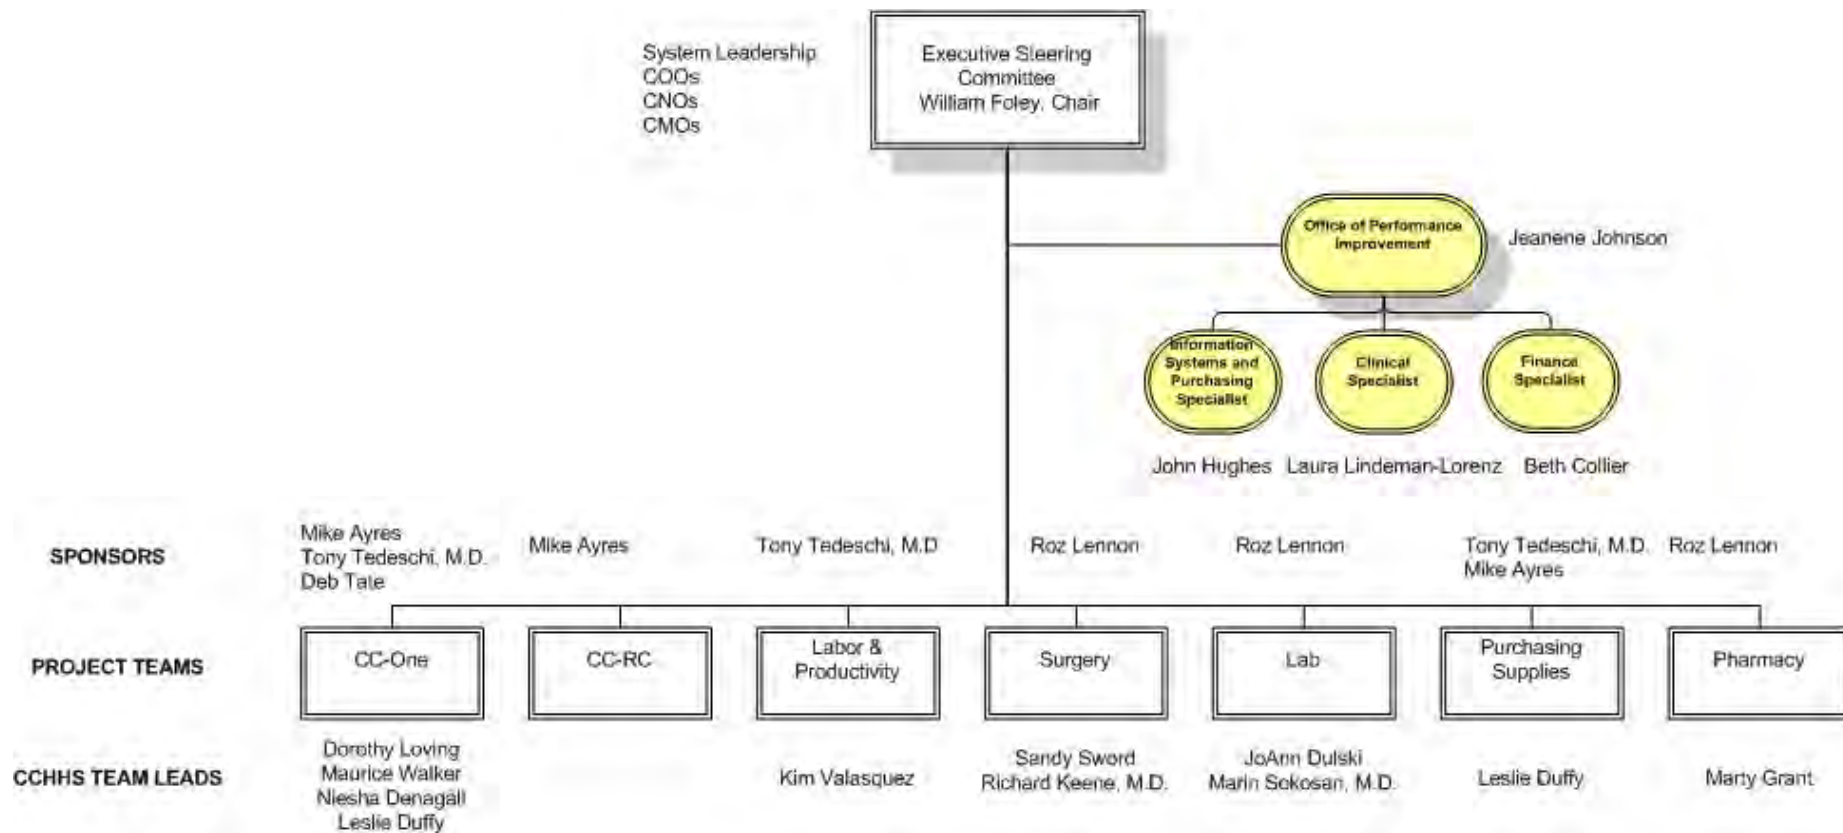 System Leadership
COOs
CNOs
CMOs
Executive Steering
Committee
William Foley, Chair
Office of Performance
Improvement
Jeanene Johnson
Information
Systems and
Purchasing
Specialist
Clinical
Specialist
Finance
Specialist
John Hughes
Laura Lindeman-Lorenz
Beth Collier
SPONSORS
Mike Ayres
Tony Tedeschi, M.D.
Deb Tate
Mike Ayres
Tony Tedeschi, M.D
Roz Lennon
Roz Lennon
Tony Tedeschi, M.D.
Mike Ayres
Roz Lennon
PROJECT TEAMS
CC-One
CC-RC
Labor &
Productivity
Surgery
Lab
Purchasing
Supplies
Pharmacy
CCHHS TEAM LEADS
Dorothy Loving
Maurice Walker
Niesha Denagall
Leslie Duffy
Kim Valasquez
Sandy Sword
Richard Keene, M.D.
JoAnn Dulski
Marin Sekosan, M.D.
Leslie Duffy
Marty Grant